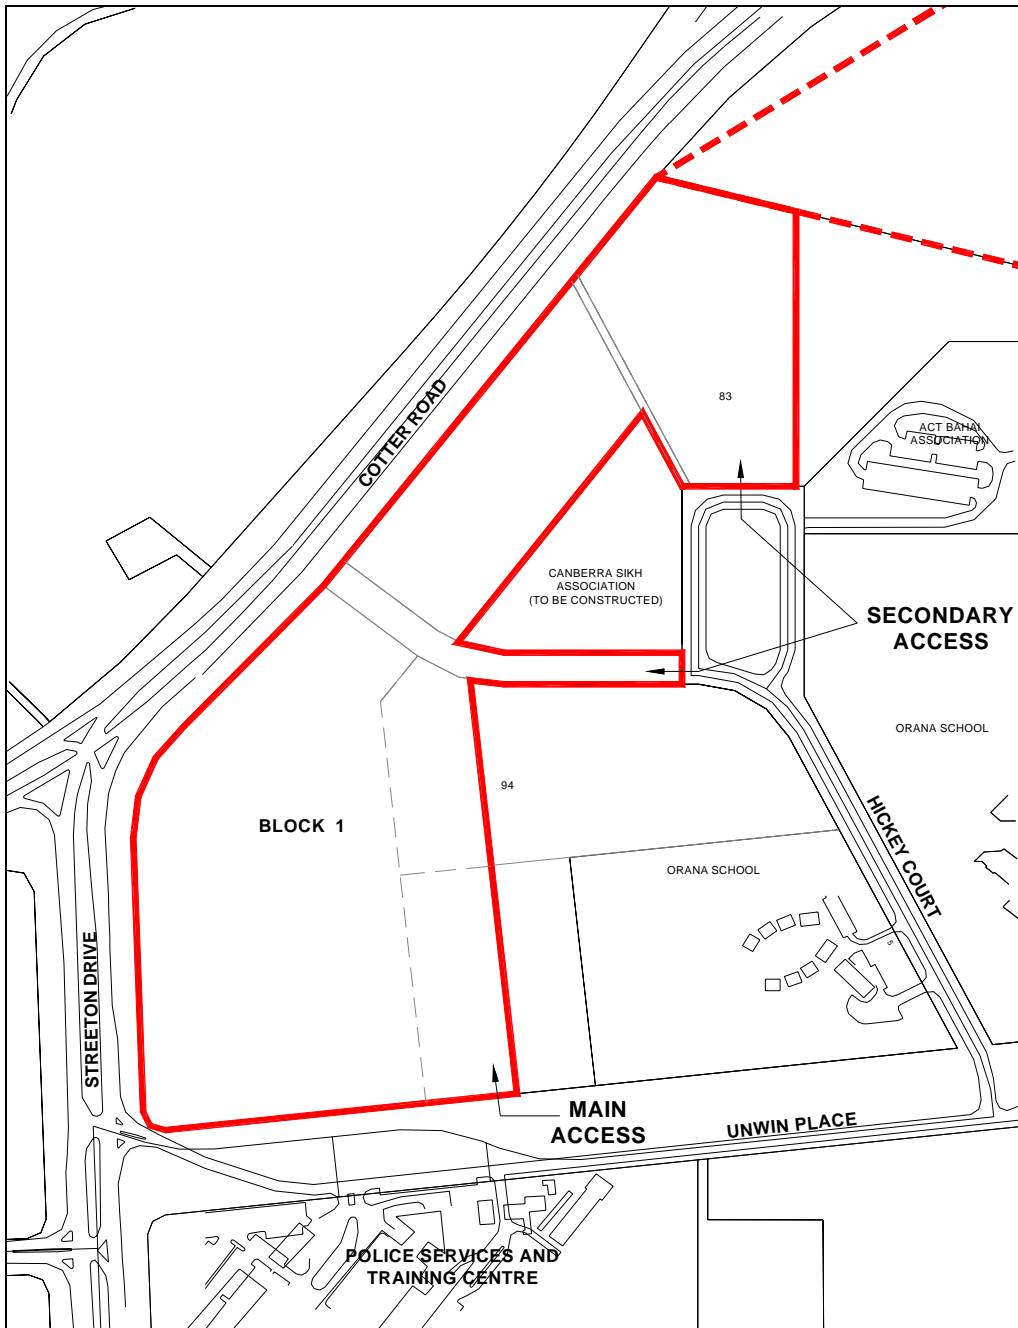 COTTER ROAD
83
ACT BAHAI
ASSOCIATION
CANBERRA SIKH
ASSOCIATION
(TO BE CONSTRUCTED)
SECONDARY
ACCESS
ORANA SCHOOL
94
BLOCK 1
HICKEY COURT
ORANA SCHOOL
5
STREETON DRIVE
MAIN
ACCESS
UNWIN PLACE
POLICE SERVICES AND
TRAINING CENTRE